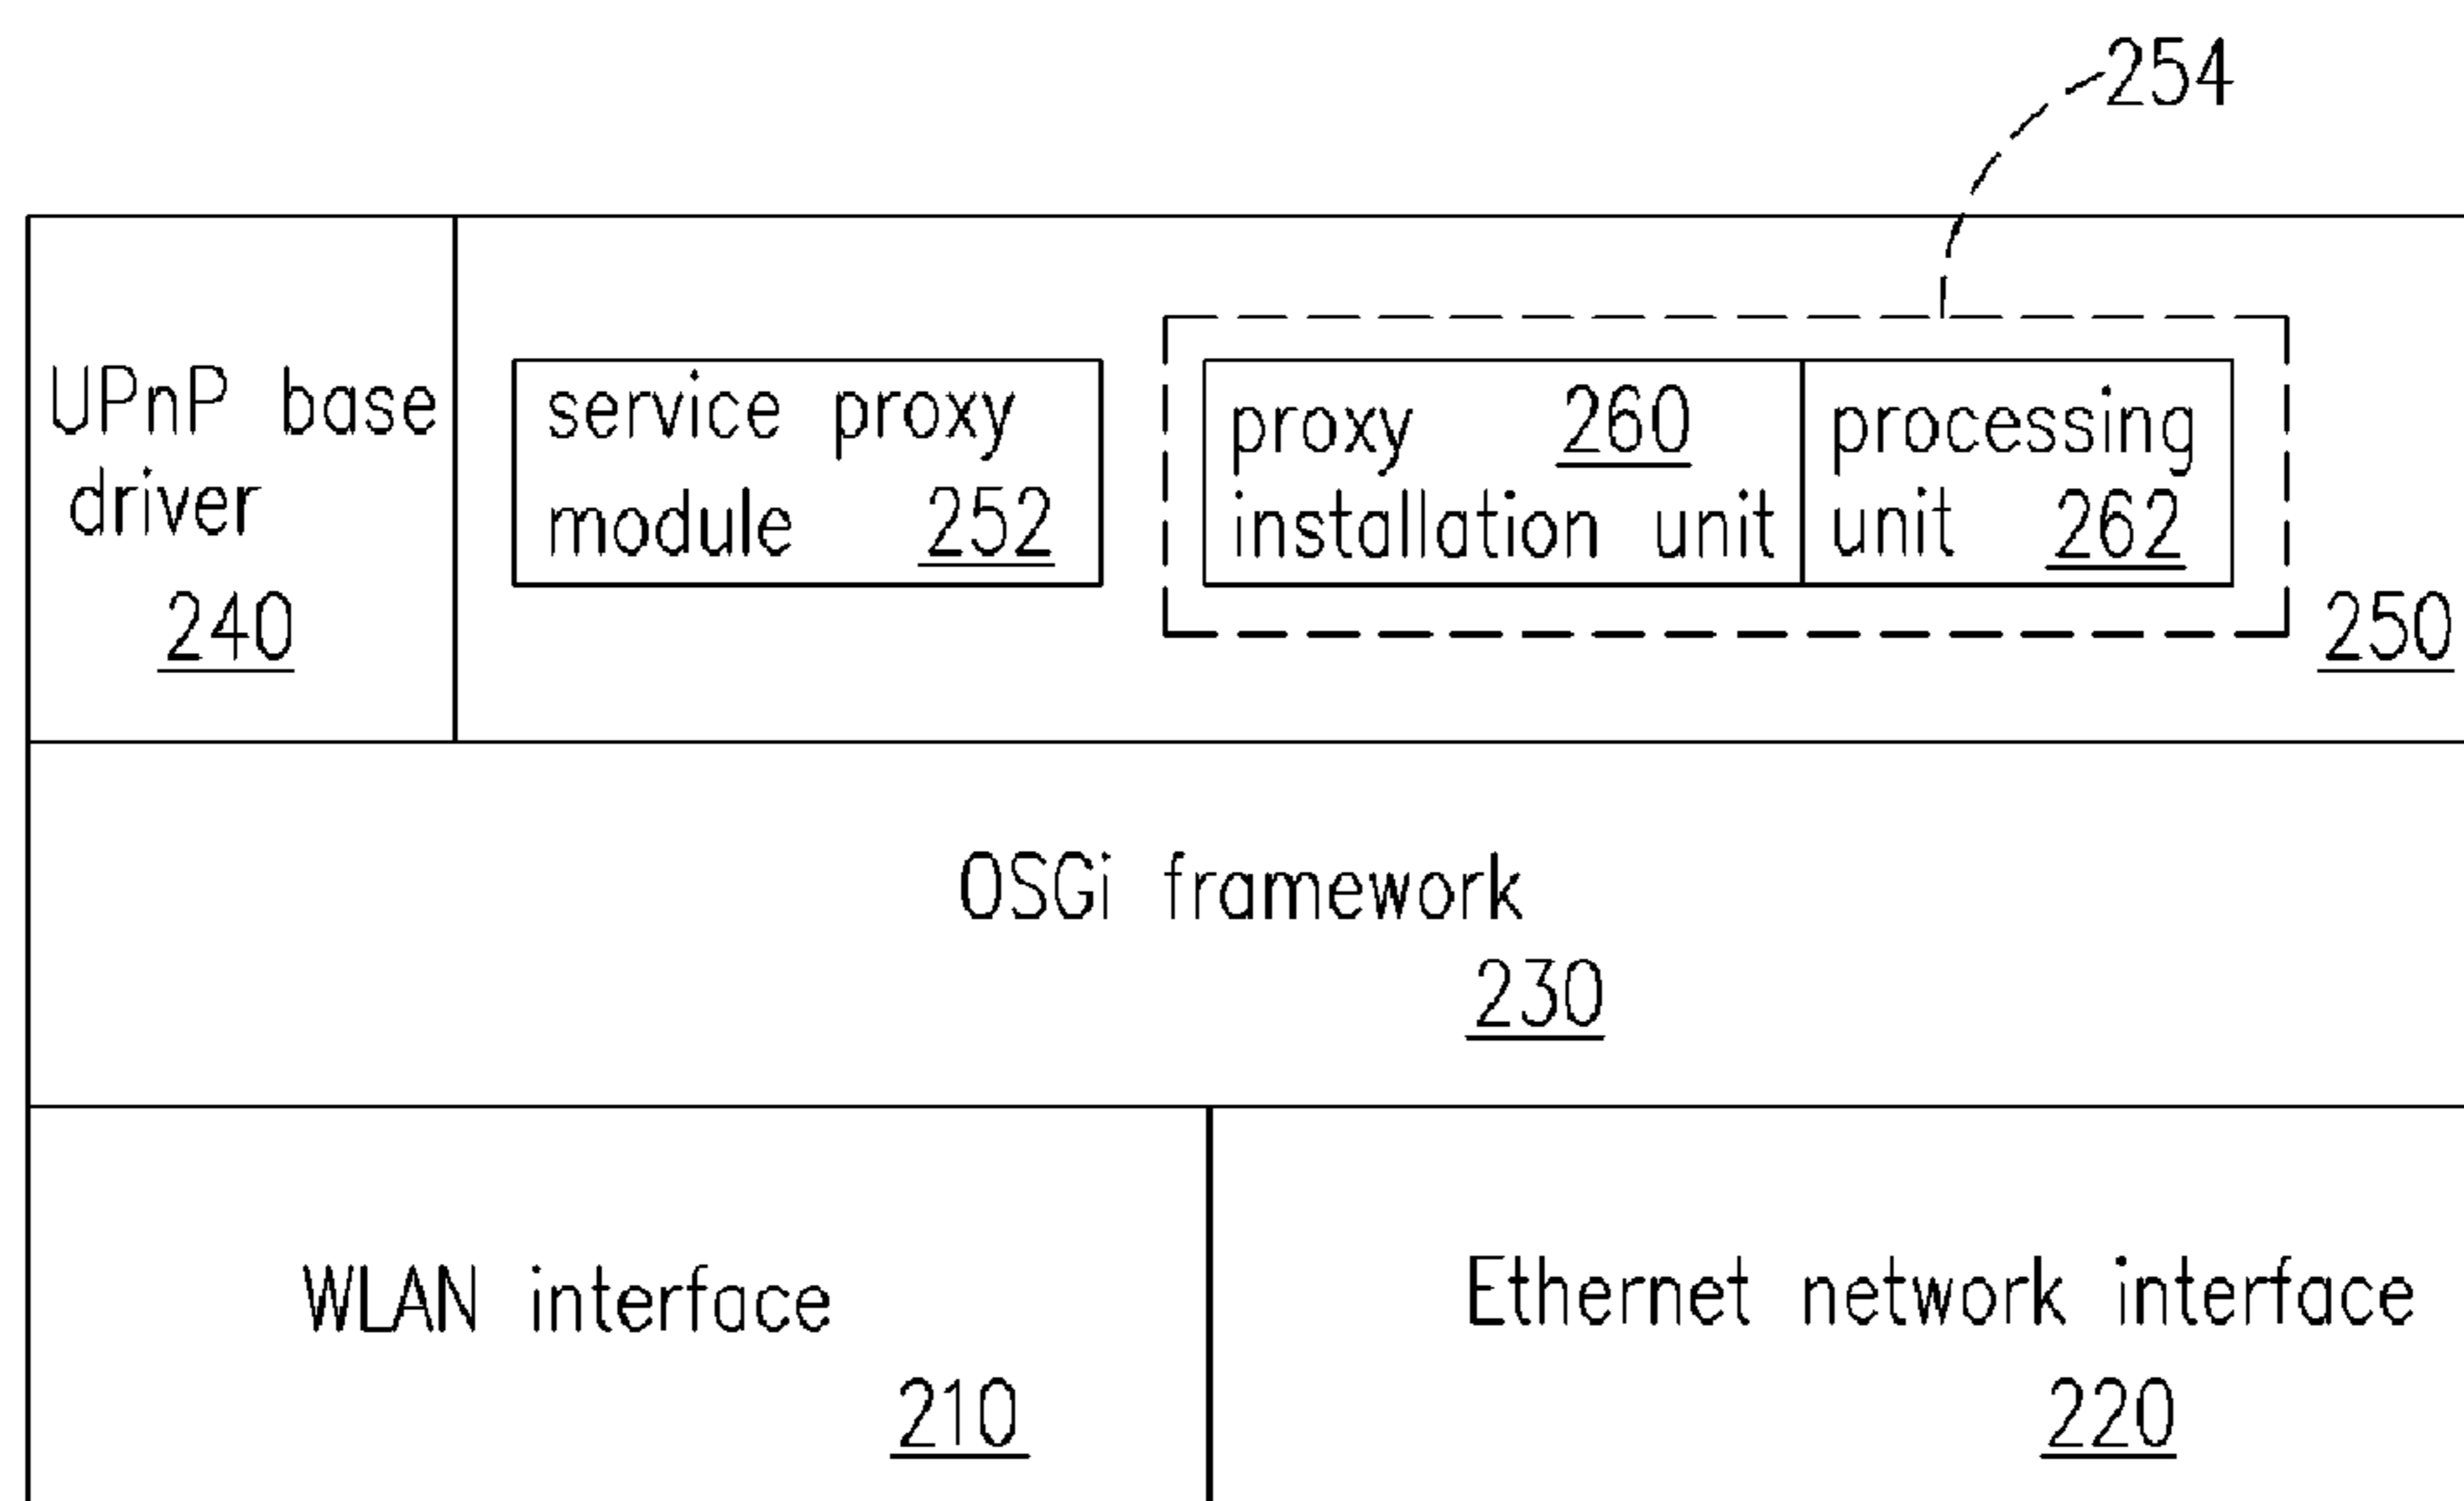 254
UPnP base
driver
240
service proxy
module 252
proxy 260
installation unit
processing
unit 262
250
OSGi framework
230
WLAN interface
210
Ethernet network interface
220